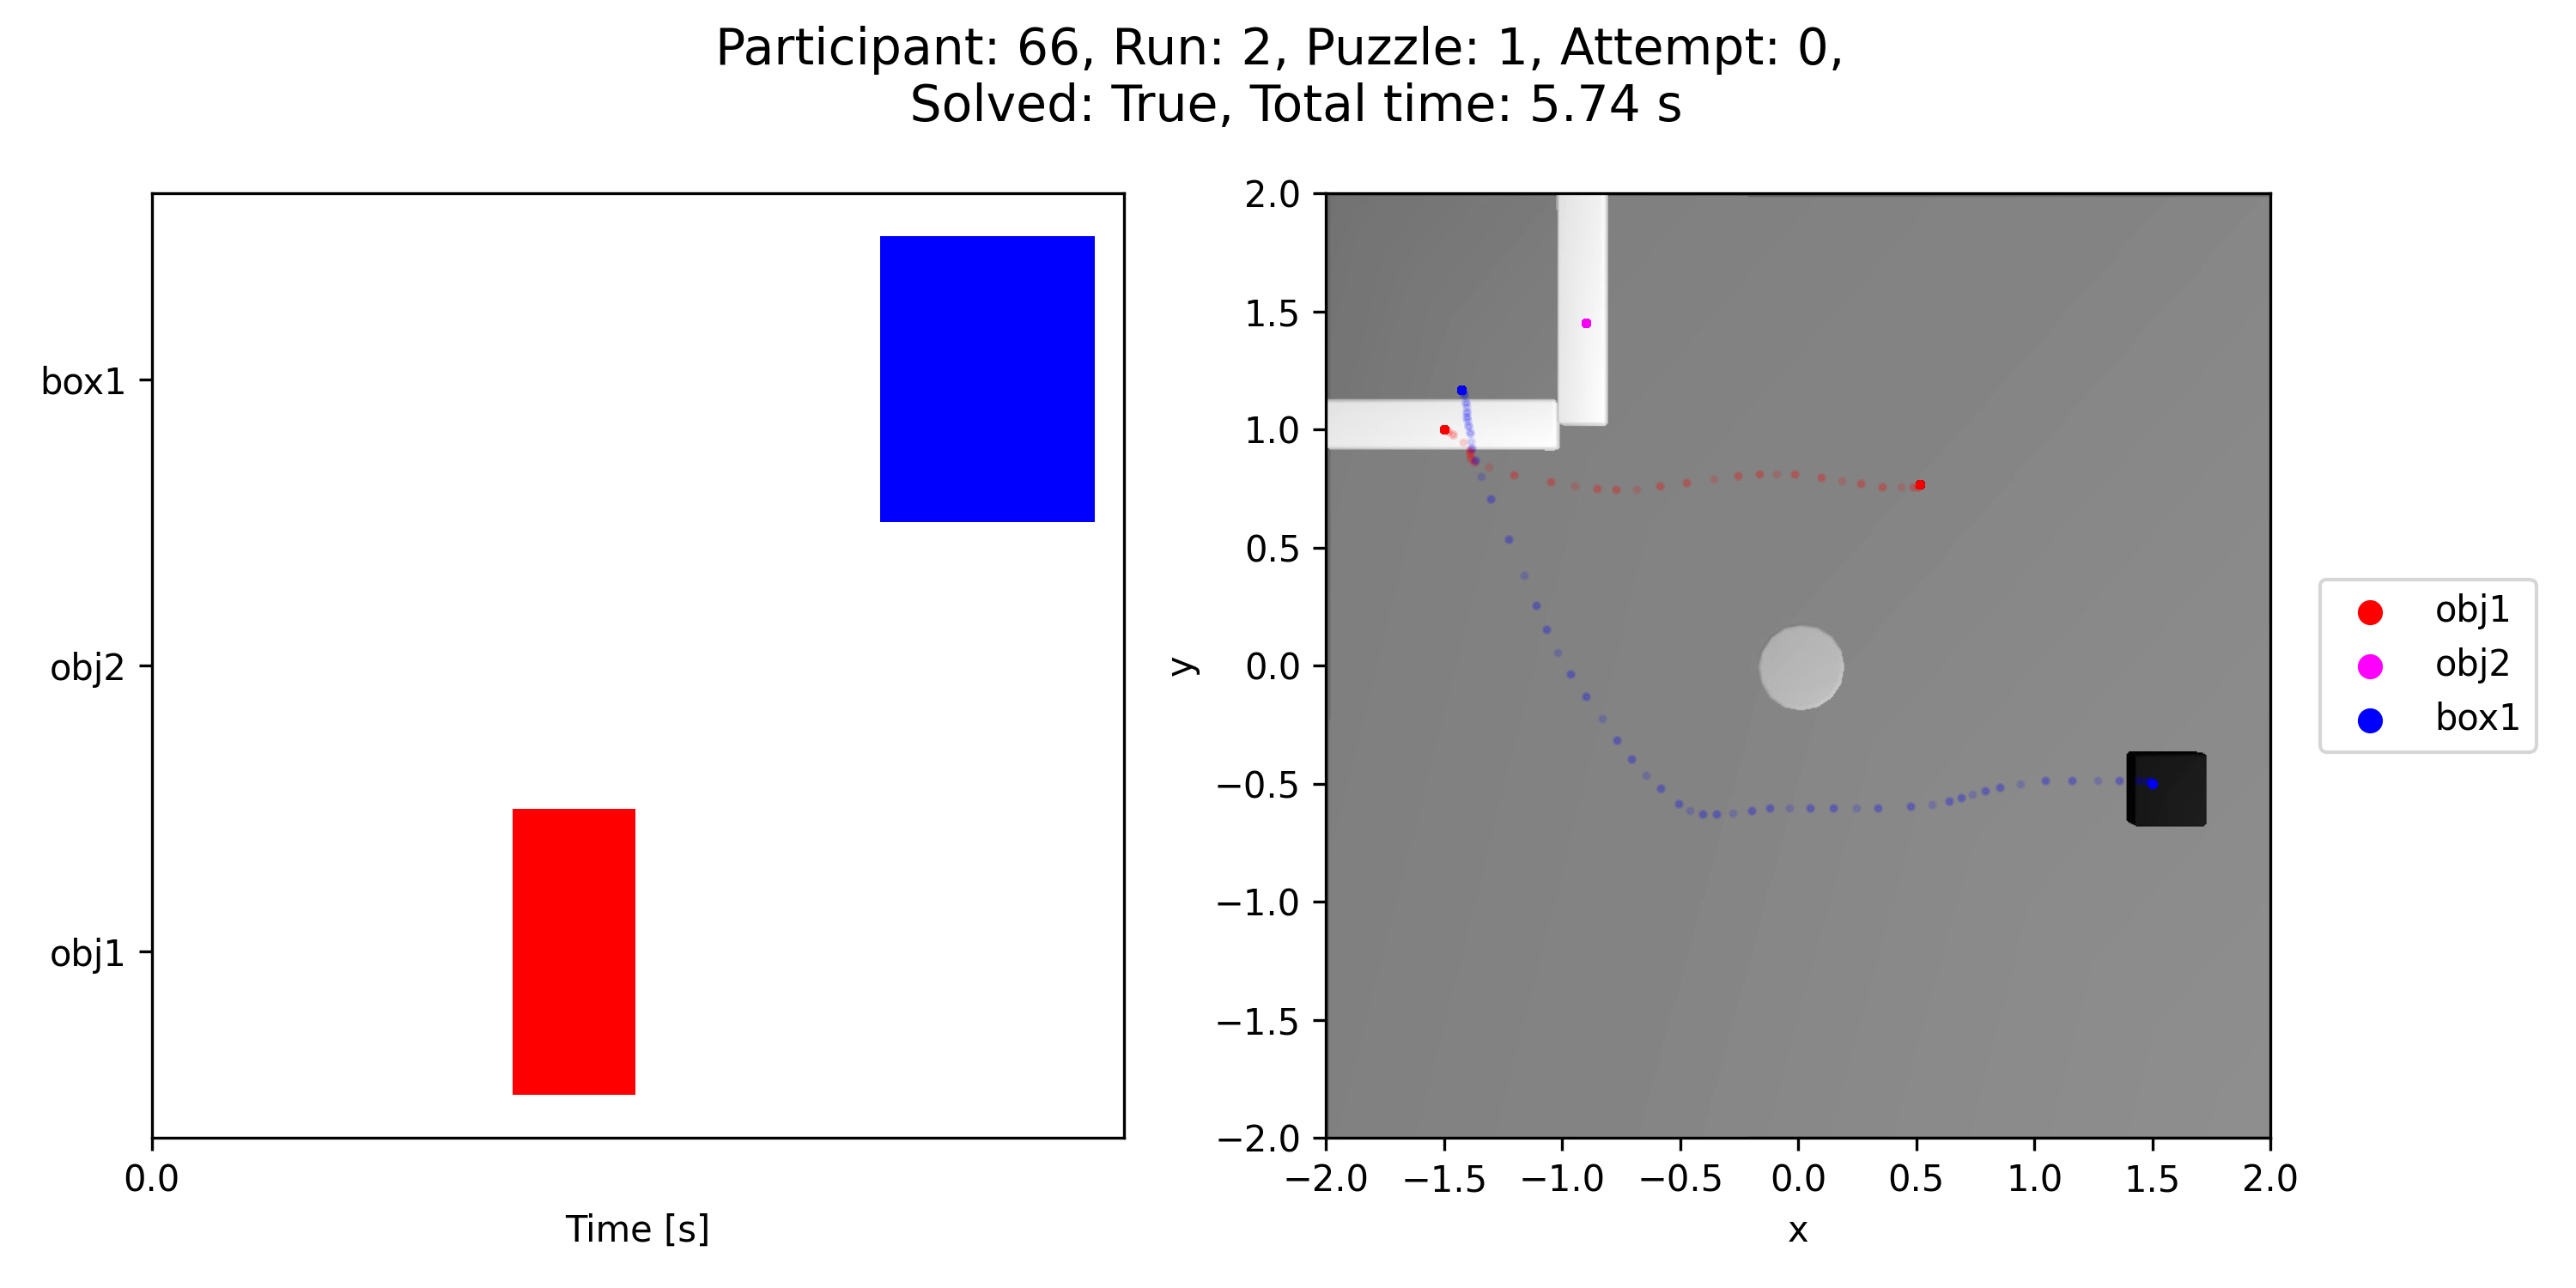 Participant: 66, Run: 2, Puzzle: 1, Attempt: 0,
Solved: True, Total time: 5.74 s
box1
obj2
obj1
0.0
Time [s]
2.0
1.5
1.0
0.5
0.0
−0.5
−1.0
−1.5
−2.0
y
−2.0 −1.5 −1.0 −0.5 0.0 0.5 1.0 1.5 2.0
x
obj1
obj2
box1